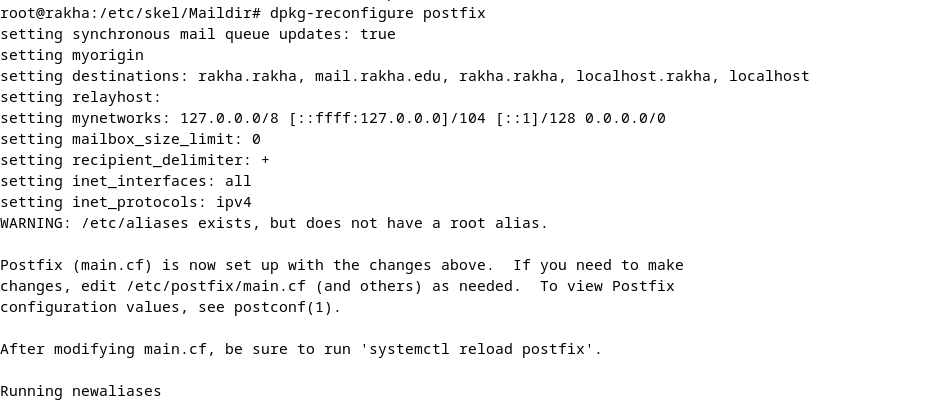 root@rakha:/etc/skel/Maildir# dpkg-reconfigure postfix
setting synchronous mail queue updates: true
setting myorigin
setting destinations: rakha.rakha, mail.rakha.edu, rakha.rakha, localhost.rakha, localhost
setting relayhost:
setting mynetworks: 127.0.0.0/8 [::ffff:127.0.0.0]/104 [::1]/128 0.0.0.0/0
setting mailbox_size_limit: 0
setting recipient_delimiter: +
setting inet_interfaces: all
setting inet_protocols: ipv4
WARNING: /etc/aliases exists, but does not have a root alias.

Postfix (main.cf) is now set up with the changes above.  If you need to make
changes, edit /etc/postfix/main.cf (and others) as needed.  To view Postfix
configuration values, see postconf(1).

After modifying main.cf, be sure to run 'systemctl reload postfix'.

Running newaliases